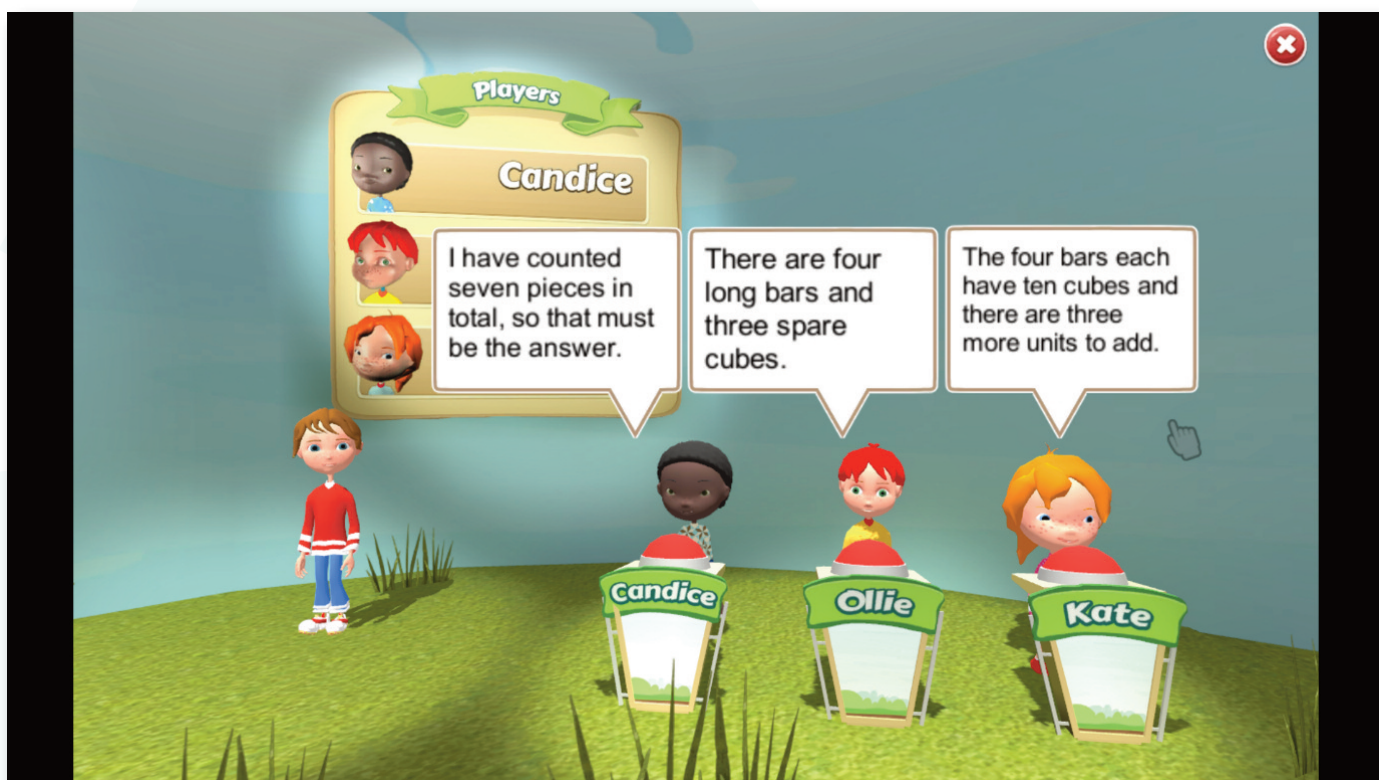 Players
Candice
I have counted
seven pieces in
total, so that must
be the answer.
There are four
long bars and
three spare
cubes.
The four bars each
have ten cubes and
there are three
more units to add.
Candice
Ollie
Kate